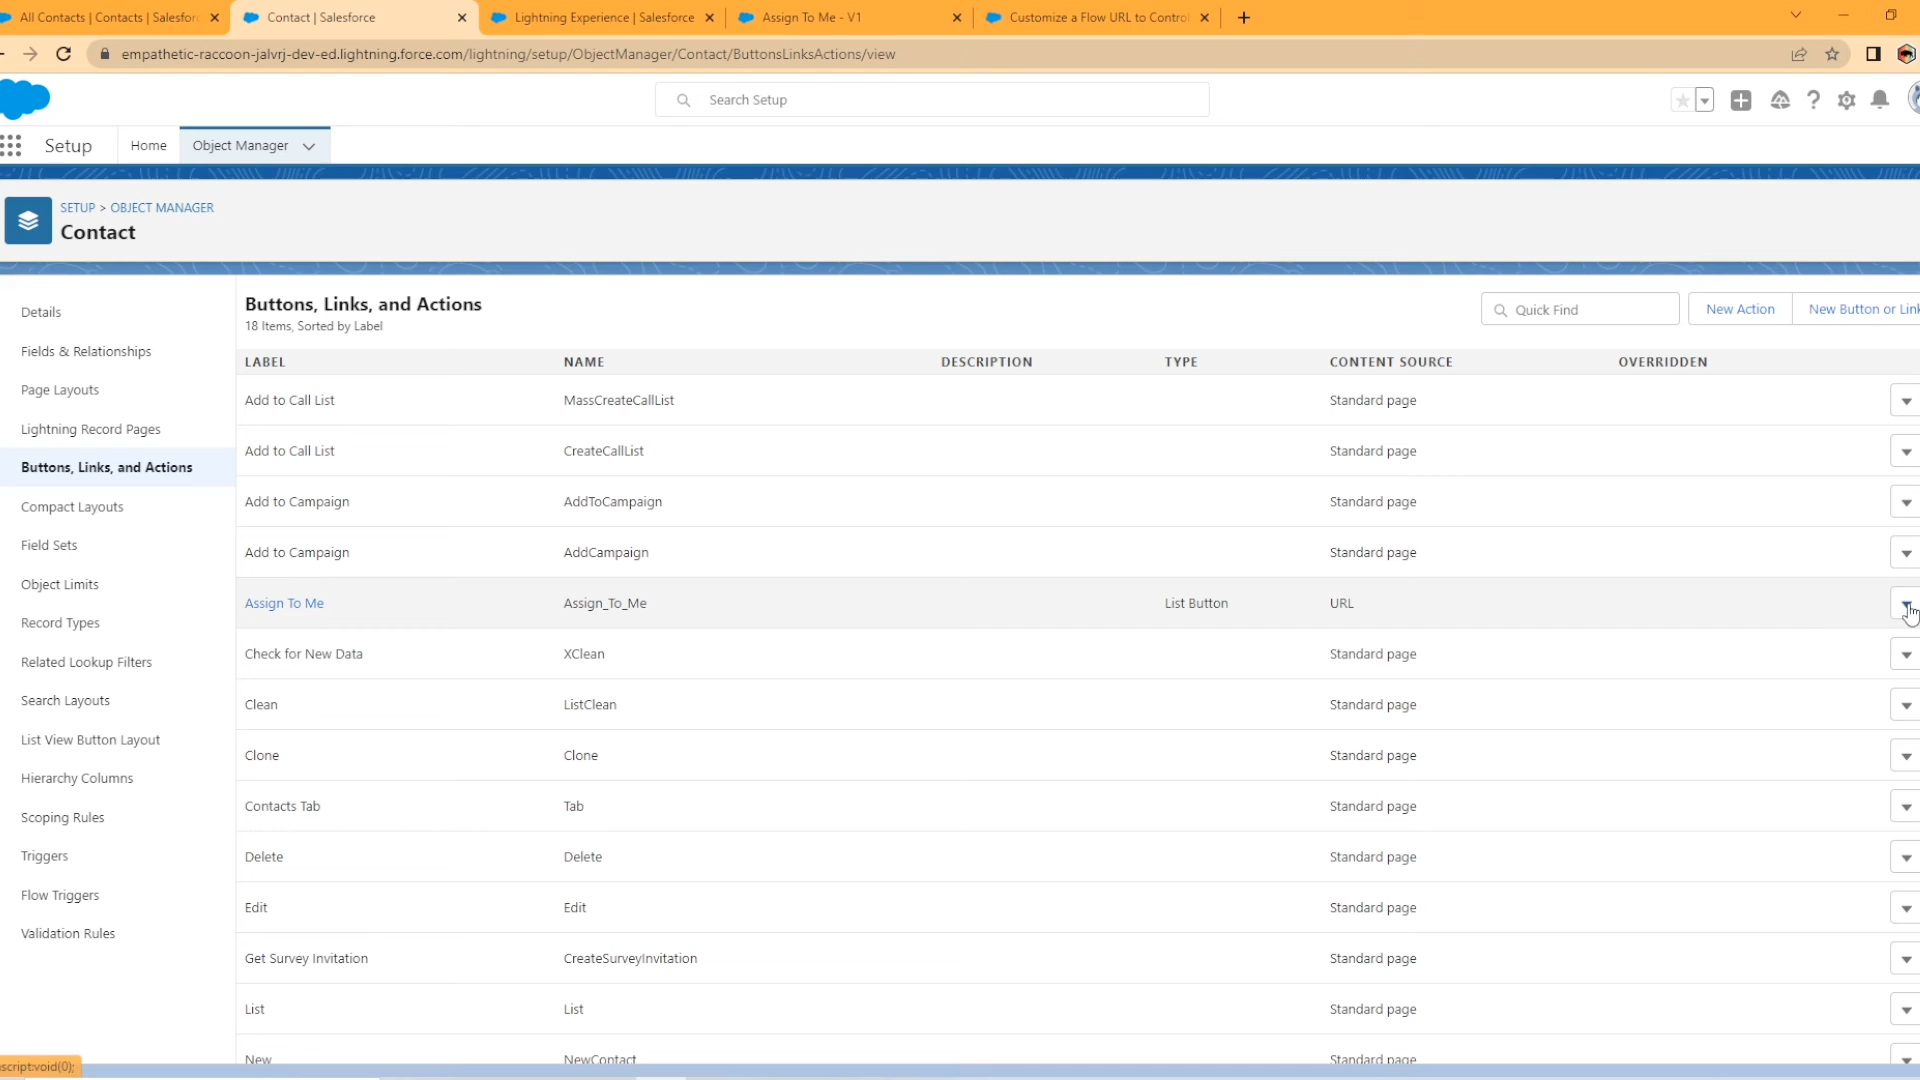 All Contacts | Contacts | Salesfor
Contact | Salesforce
Lightning Experience | Salesforce
Assign To Me - V1
Customize a Flow URL to Control
empathetic-raccoon-jalvrj-dev-ed.lightning.force.com/lightning/setup/ObjectManager/Contact/ButtonsLinksActions/view
Search Setup
Setup
Home
Object Manager
SETUP > OBJECT MANAGER
Contact
Details
Fields & Relationships
Page Layouts
Lightning Record Pages
Buttons, Links, and Actions
Compact Layouts
Field Sets
Object Limits
Record Types
Related Lookup Filters
Search Layouts
List View Button Layout
Hierarchy Columns
Scoping Rules
Triggers
Flow Triggers
Validation Rules
Buttons, Links, and Actions
18 Items, Sorted by Label
Quick Find
New Action
New Button or Link
LABEL NAME DESCRIPTION TYPE CONTENT SOURCE OVERRIDDEN
Add to Call List MassCreateCallList Standard page
Add to Call List CreateCallList Standard page
Add to Campaign AddToCampaign Standard page
Add to Campaign AddCampaign Standard page
Assign To Me Assign_To_Me List Button URL
Check for New Data XClean Standard page
Clean ListClean Standard page
Clone Clone Standard page
Contacts Tab Tab Standard page
Delete Delete Standard page
Edit Edit Standard page
Get Survey Invitation CreateSurveyInvitation Standard page
List List Standard page
New NewContact Standard page
script:void(0);